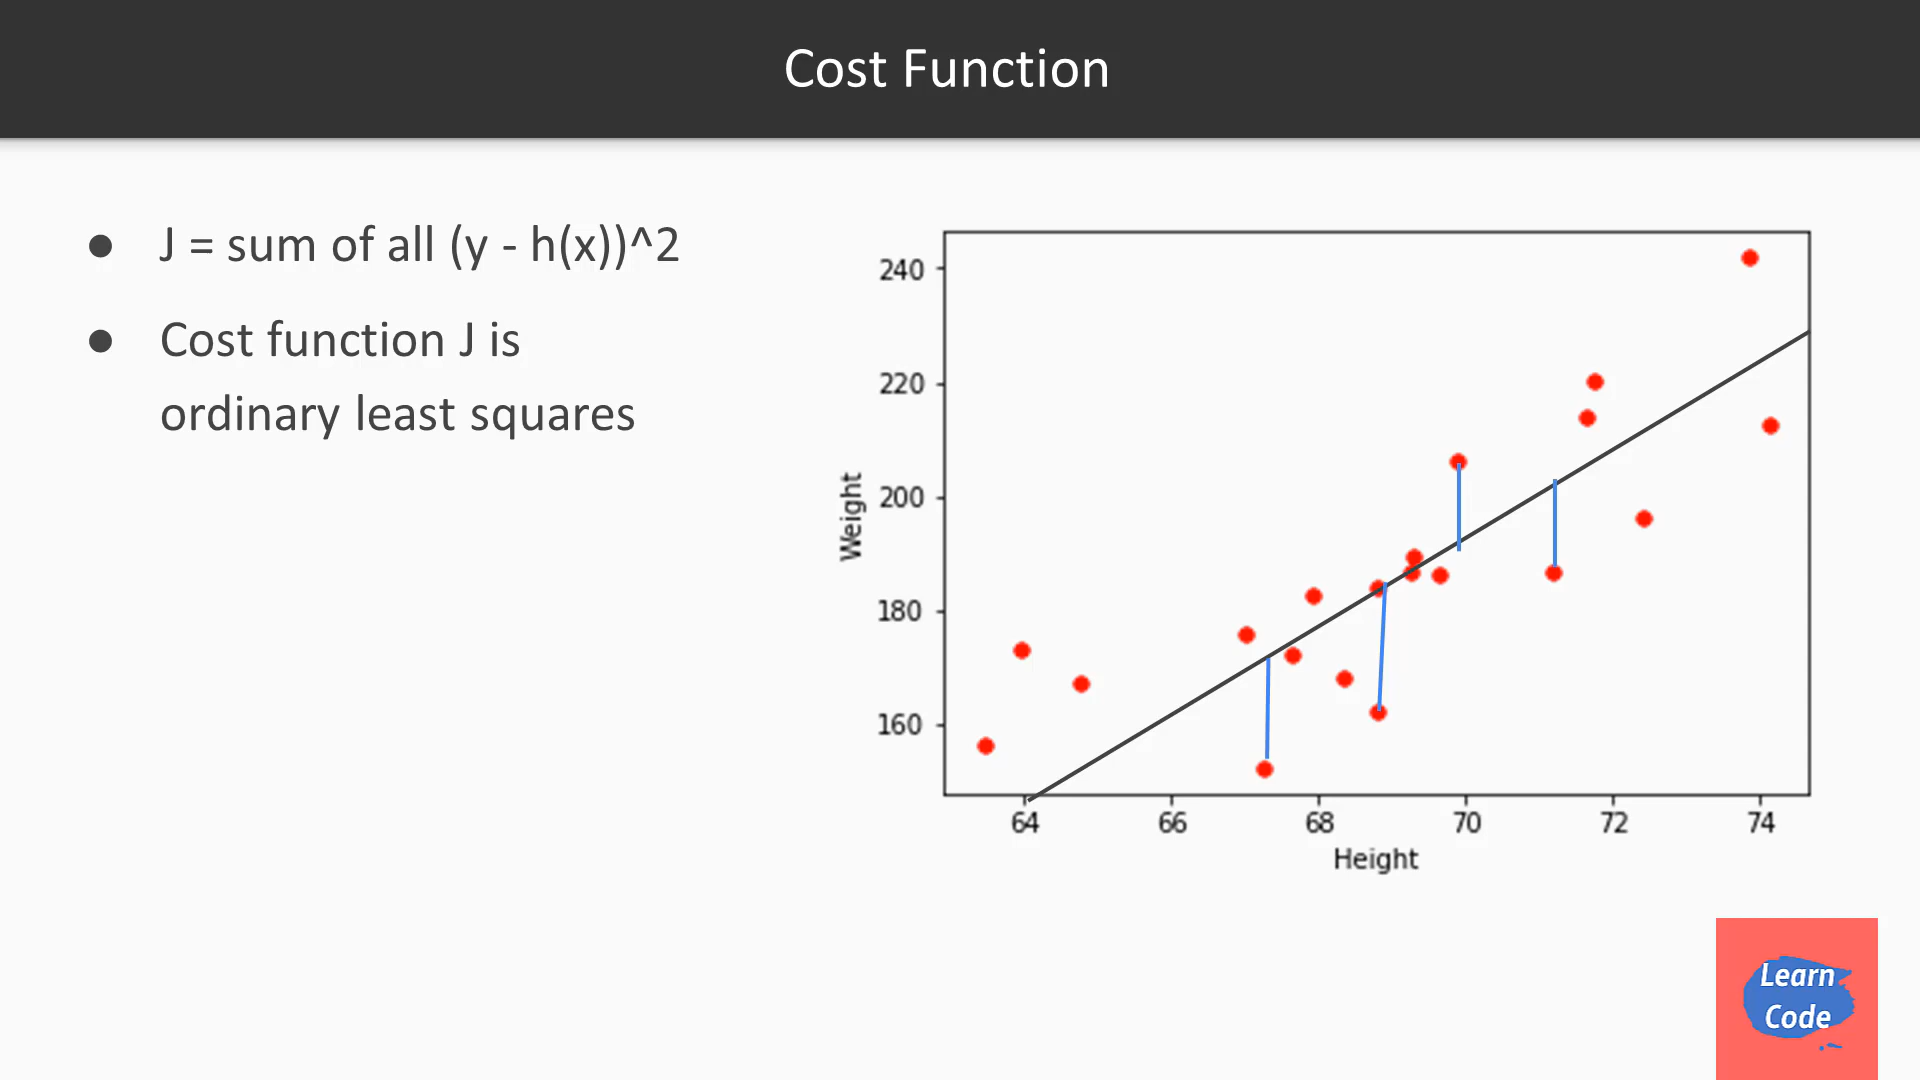 Cost Function
● J = sum of all (y - h(x))^2
● Cost function J is
ordinary least squares
240
220
200
180
160
Weight
64 66 68 70 72 74
Height
Learn
Code